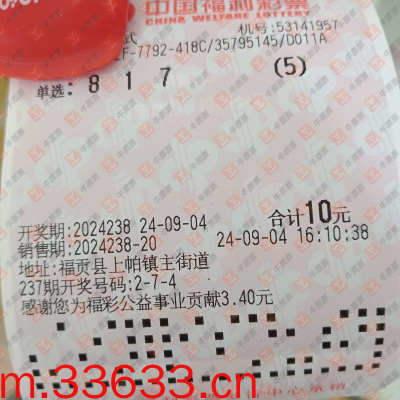 中国福利彩票
CHINA WELFARE LOTTERY
机号:53141957
式
F-7792-418C/35795145/D011A
单选: 8 1 7 (5)
开奖期:2024238 24-09-04 合计10元
销售期:2024238-20 24-09-04 16:10:38
地址:福贡县上帕镇主街道
237期开奖号码:2-7-4
感谢您为福彩公益事业贡献3.40元
m.33633.cn